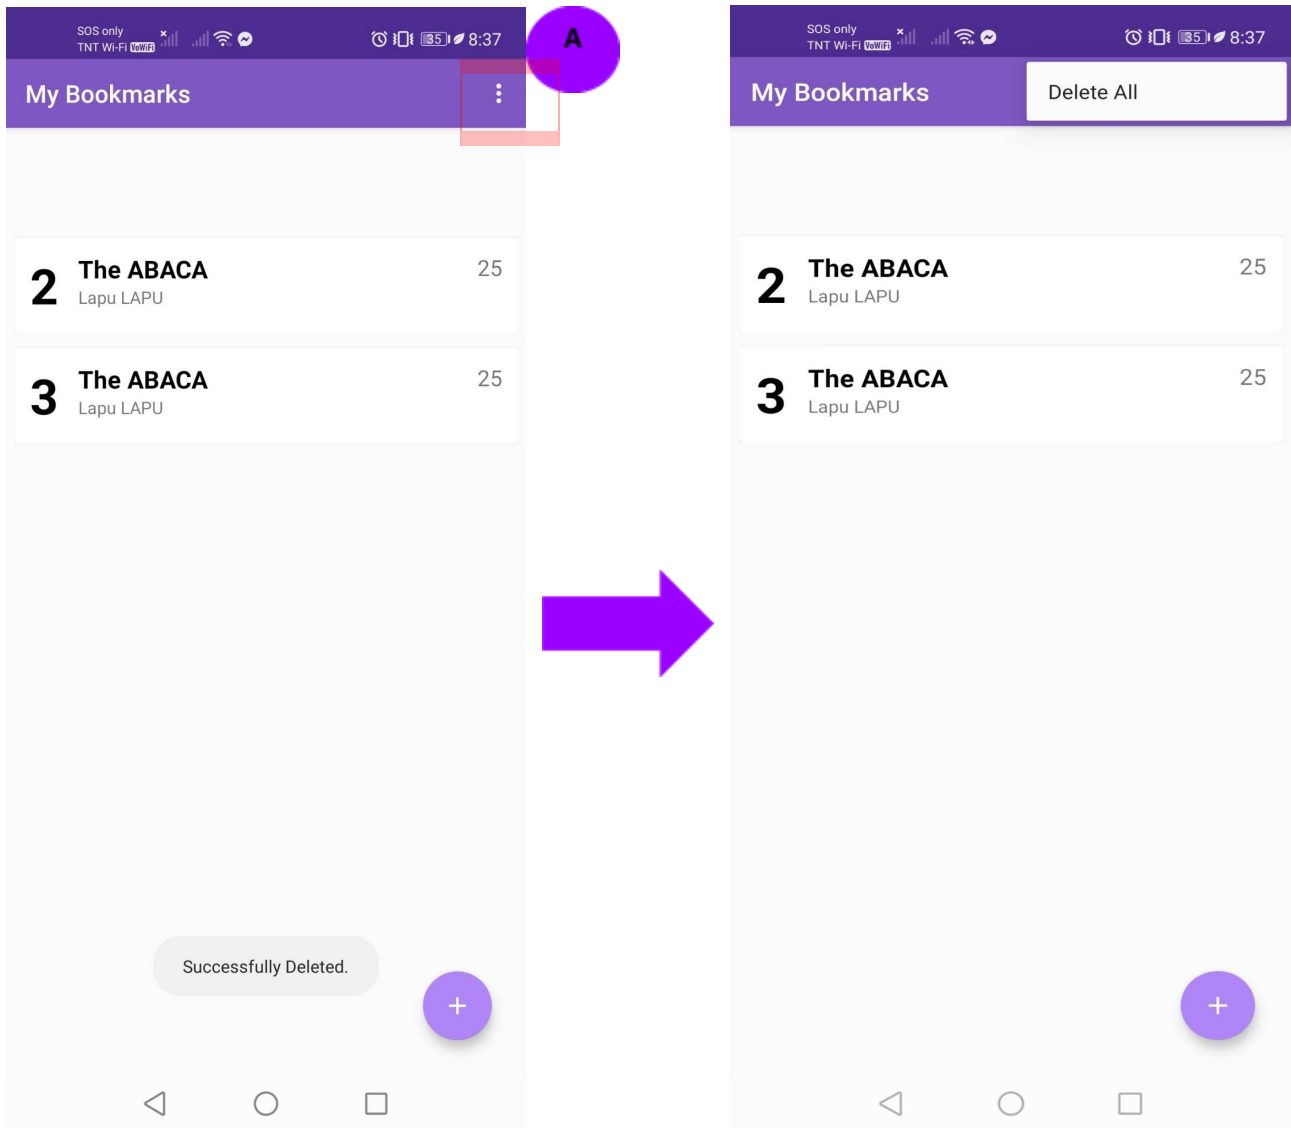 SOS only
TNT Wi-Fi VoWiFi
35 8:37
A
My Bookmarks
2 The ABACA 25
Lapu LAPU
3 The ABACA 25
Lapu LAPU
Successfully Deleted.
+
SOS only
TNT Wi-Fi VoWiFi
35 8:37
My Bookmarks
Delete All
2 The ABACA 25
Lapu LAPU
3 The ABACA 25
Lapu LAPU
+